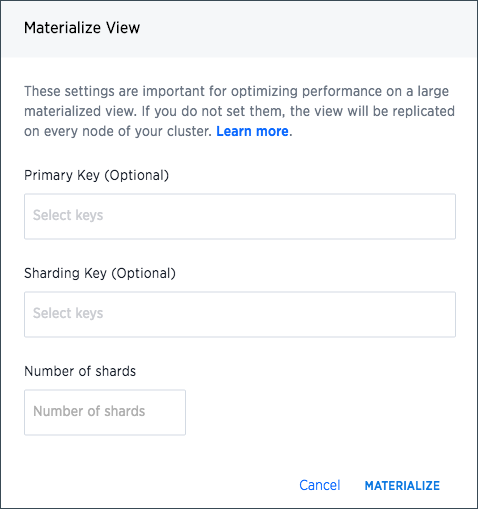 Materialize View
These settings are important for optimizing performance on a large
materialized view. If you do not set them, the view will be replicated
on every node of your cluster. Learn more.
Primary Key (Optional)
Select keys
Sharding Key (Optional)
Select keys
Number of shards
Number of shards
Cancel MATERIALIZE